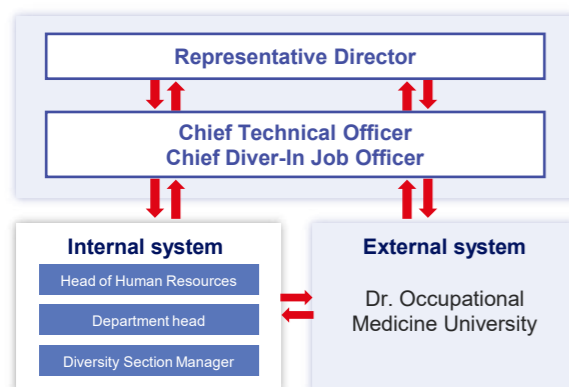 Representative Director
Chief Technical Officer
Chief Diver-In Job Officer
Internal system
Head of Human Resources
Department head
Diversity Section Manager
External system
Dr. Occupational
Medicine University